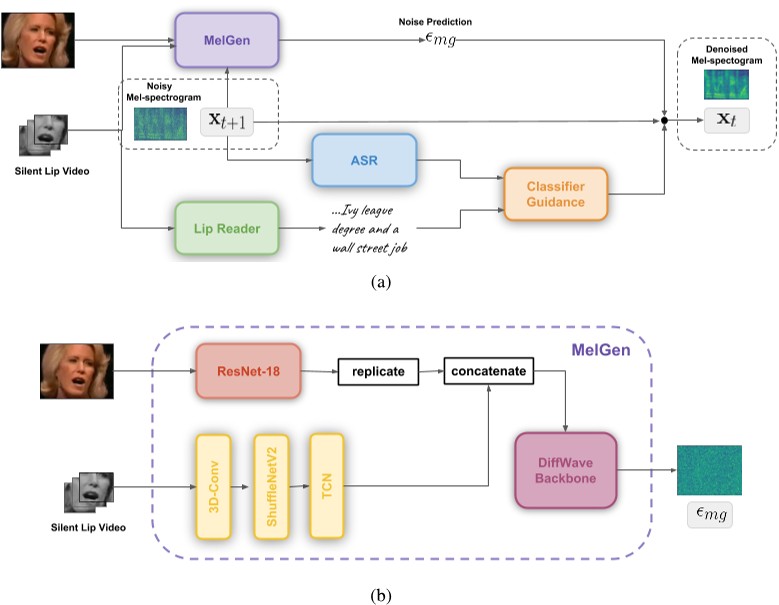 MelGen
Noise Prediction
ϵmg
Noisy
Mel-spectrogram
xt+1
Denoised
Mel-spectrogram
xt
Silent Lip Video
ASR
Classifier
Guidance
Lip Reader
...Ivy league
degree and a
wall street job
(a)
MelGen
ResNet-18
replicate
concatenate
3D-Conv
ShuffleNetV2
TCN
DiffWave
Backbone
Silent Lip Video
ϵmg
(b)